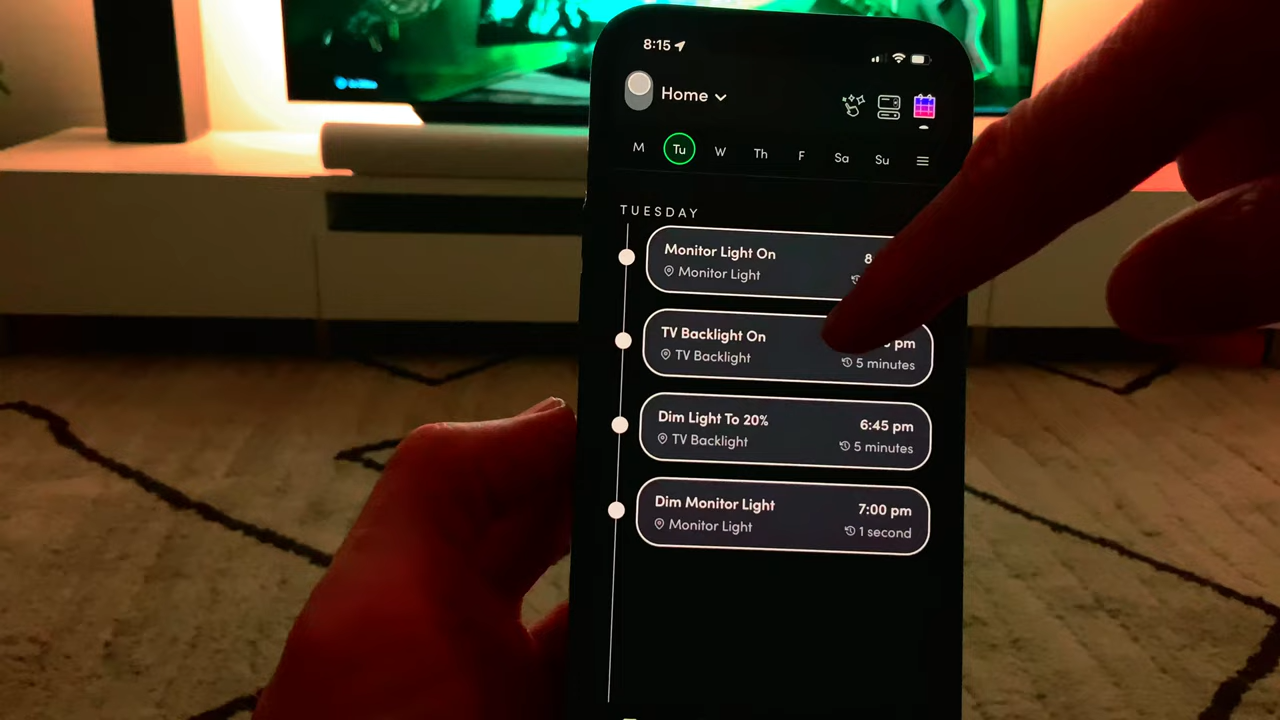 8:15
Home
M Tu W Th F Sa Su
TUESDAY
Monitor Light On 8
Monitor Light
TV Backlight On pm
TV Backlight 5 minutes
Dim Light To 20% 6:45 pm
TV Backlight 5 minutes
Dim Monitor Light 7:00 pm
Monitor Light 1 second